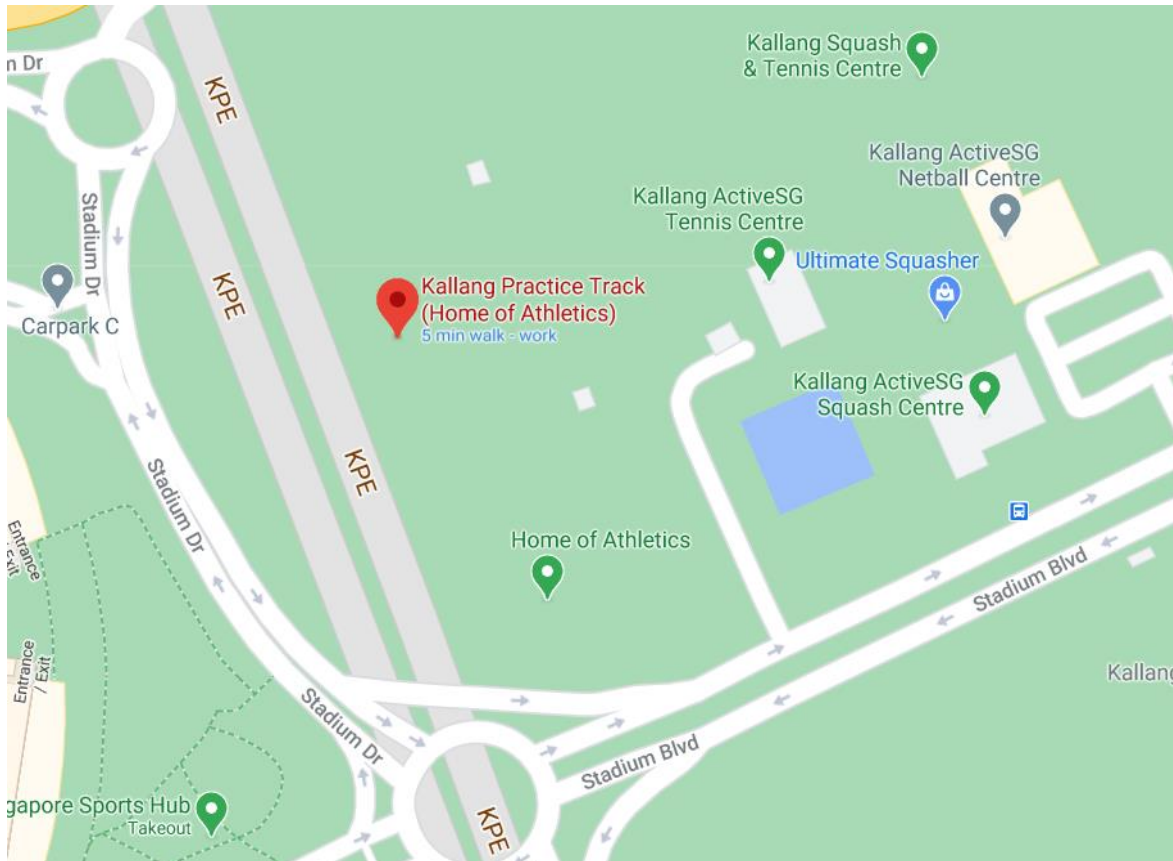 Kallang Squash
& Tennis Centre
n Dr
KPE
Kallang ActiveSG
Netball Centre
Kallang ActiveSG
Tennis Centre
Stadium Dr
Ultimate Squasher
KPE
Kallang Practice Track
(Home of Athletics)
5 min walk - work
Carpark C
Kallang ActiveSG
Squash Centre
KPE
Stadium Dr
Entrance
/ Exit
Home of Athletics
Stadium Blvd
Entrance
/ Exit
Kallang
Stadium Dr
Stadium Blvd
gapore Sports Hub
Takeout
KPE